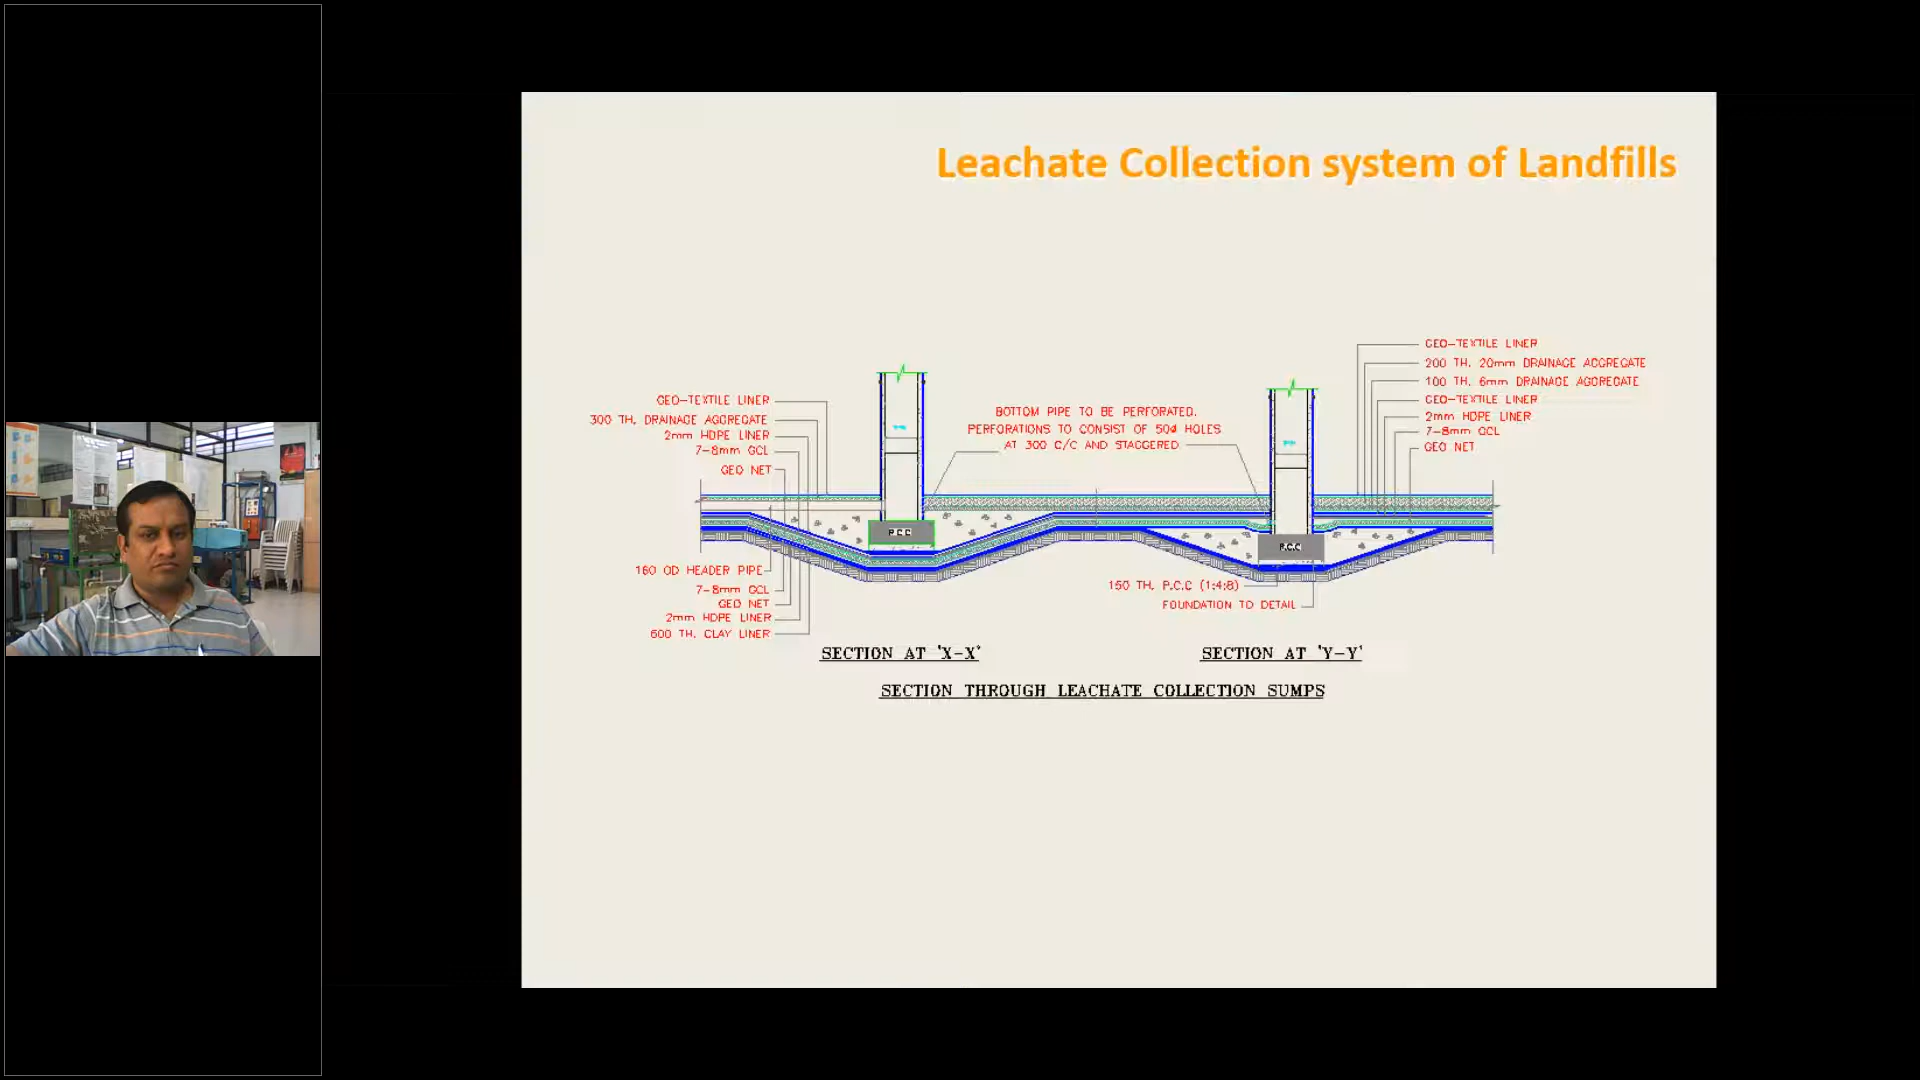 Leachate Collection system of Landfills
GEO-TEXTILE LINER
300 TH. DRAINAGE AGGREGATE
2mm HDPE LINER
7-8mm GCL
GEO NET
160 OD HEADER PIPE
7-8mm GCL
GEO NET
2mm HDPE LINER
600 TH. CLAY LINER
P.C.C
BOTTOM PIPE TO BE PERFORATED.
PERFORATIONS TO CONSIST OF 50¢ HOLES
AT 300 C/C AND STAGGERED
GEO-TEXTILE LINER
200 TH. 20mm DRAINAGE AGGREGATE
100 TH. 6mm DRAINAGE AGGREGATE
GEO-TEXTILE LINER
2mm HDPE LINER
7-8mm GCL
GEO NET
P.C.C
150 TH. P.C.C (1:4:8)
FOUNDATION TO DETAIL
SECTION AT 'X-X'
SECTION AT 'Y-Y'
SECTION THROUGH LEACHATE COLLECTION SUMPS